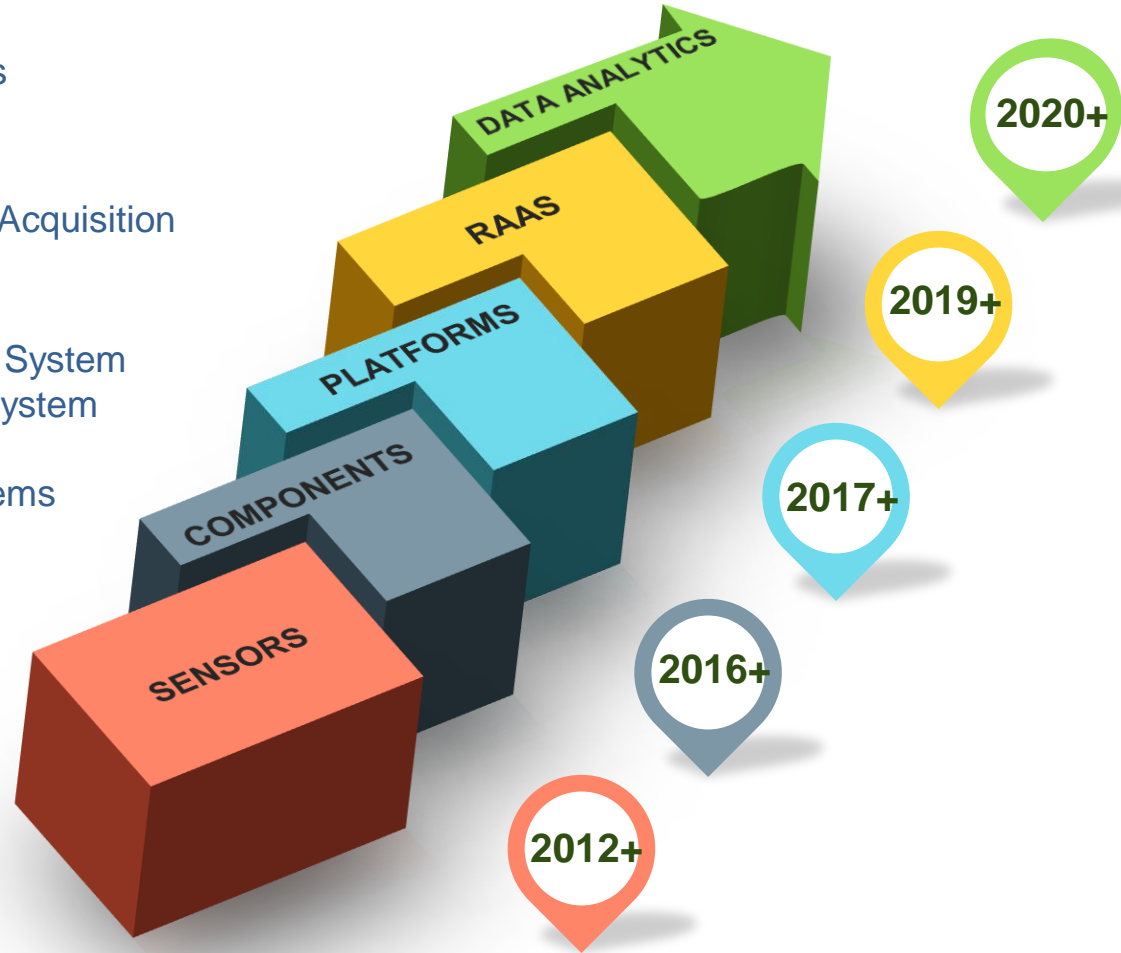 s
Acquisition
System
ystem
ems
DATA ANALYTICS
RAAS
PLATFORMS
COMPONENTS
SENSORS
2020+
2019+
2017+
2016+
2012+